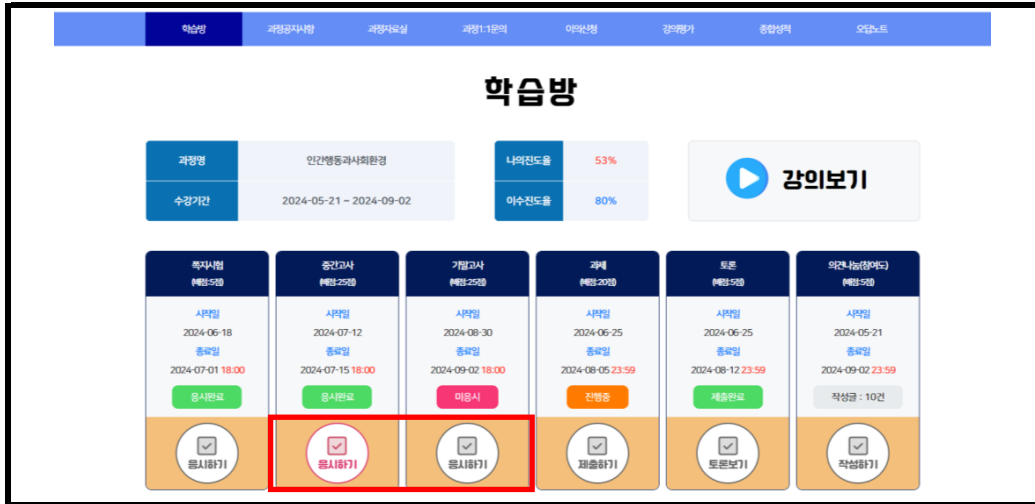 학습방 과정공지사항 과정자료실 과정1:1문의 이의신청 강의평가 종합성적 오답노트
학습방
과정명 인간행동과사회환경 나의진도율 53%
강의보기
수강기간 2024-05-21 ~ 2024-09-02 이수진도율 80%
쪽지시험 중간고사 기말고사 과제 토론 의견나눔(참여도)
(배점:5점) (배점:25점) (배점:25점) (배점:20점) (배점:5점) (배점:5점)
시작일 시작일 시작일 시작일 시작일 시작일
2024-06-18 2024-07-12 2024-08-30 2024-06-25 2024-06-25 2024-05-21
종료일 종료일 종료일 종료일 종료일 종료일
2024-07-01 18:00 2024-07-15 18:00 2024-09-02 18:00 2024-08-05 23:59 2024-08-12 23:59 2024-09-02 23:59
응시완료 응시완료 미응시 진행중 제출완료 작성글 : 10건
응시하기 응시하기 응시하기 제출하기 토론보기 작성하기